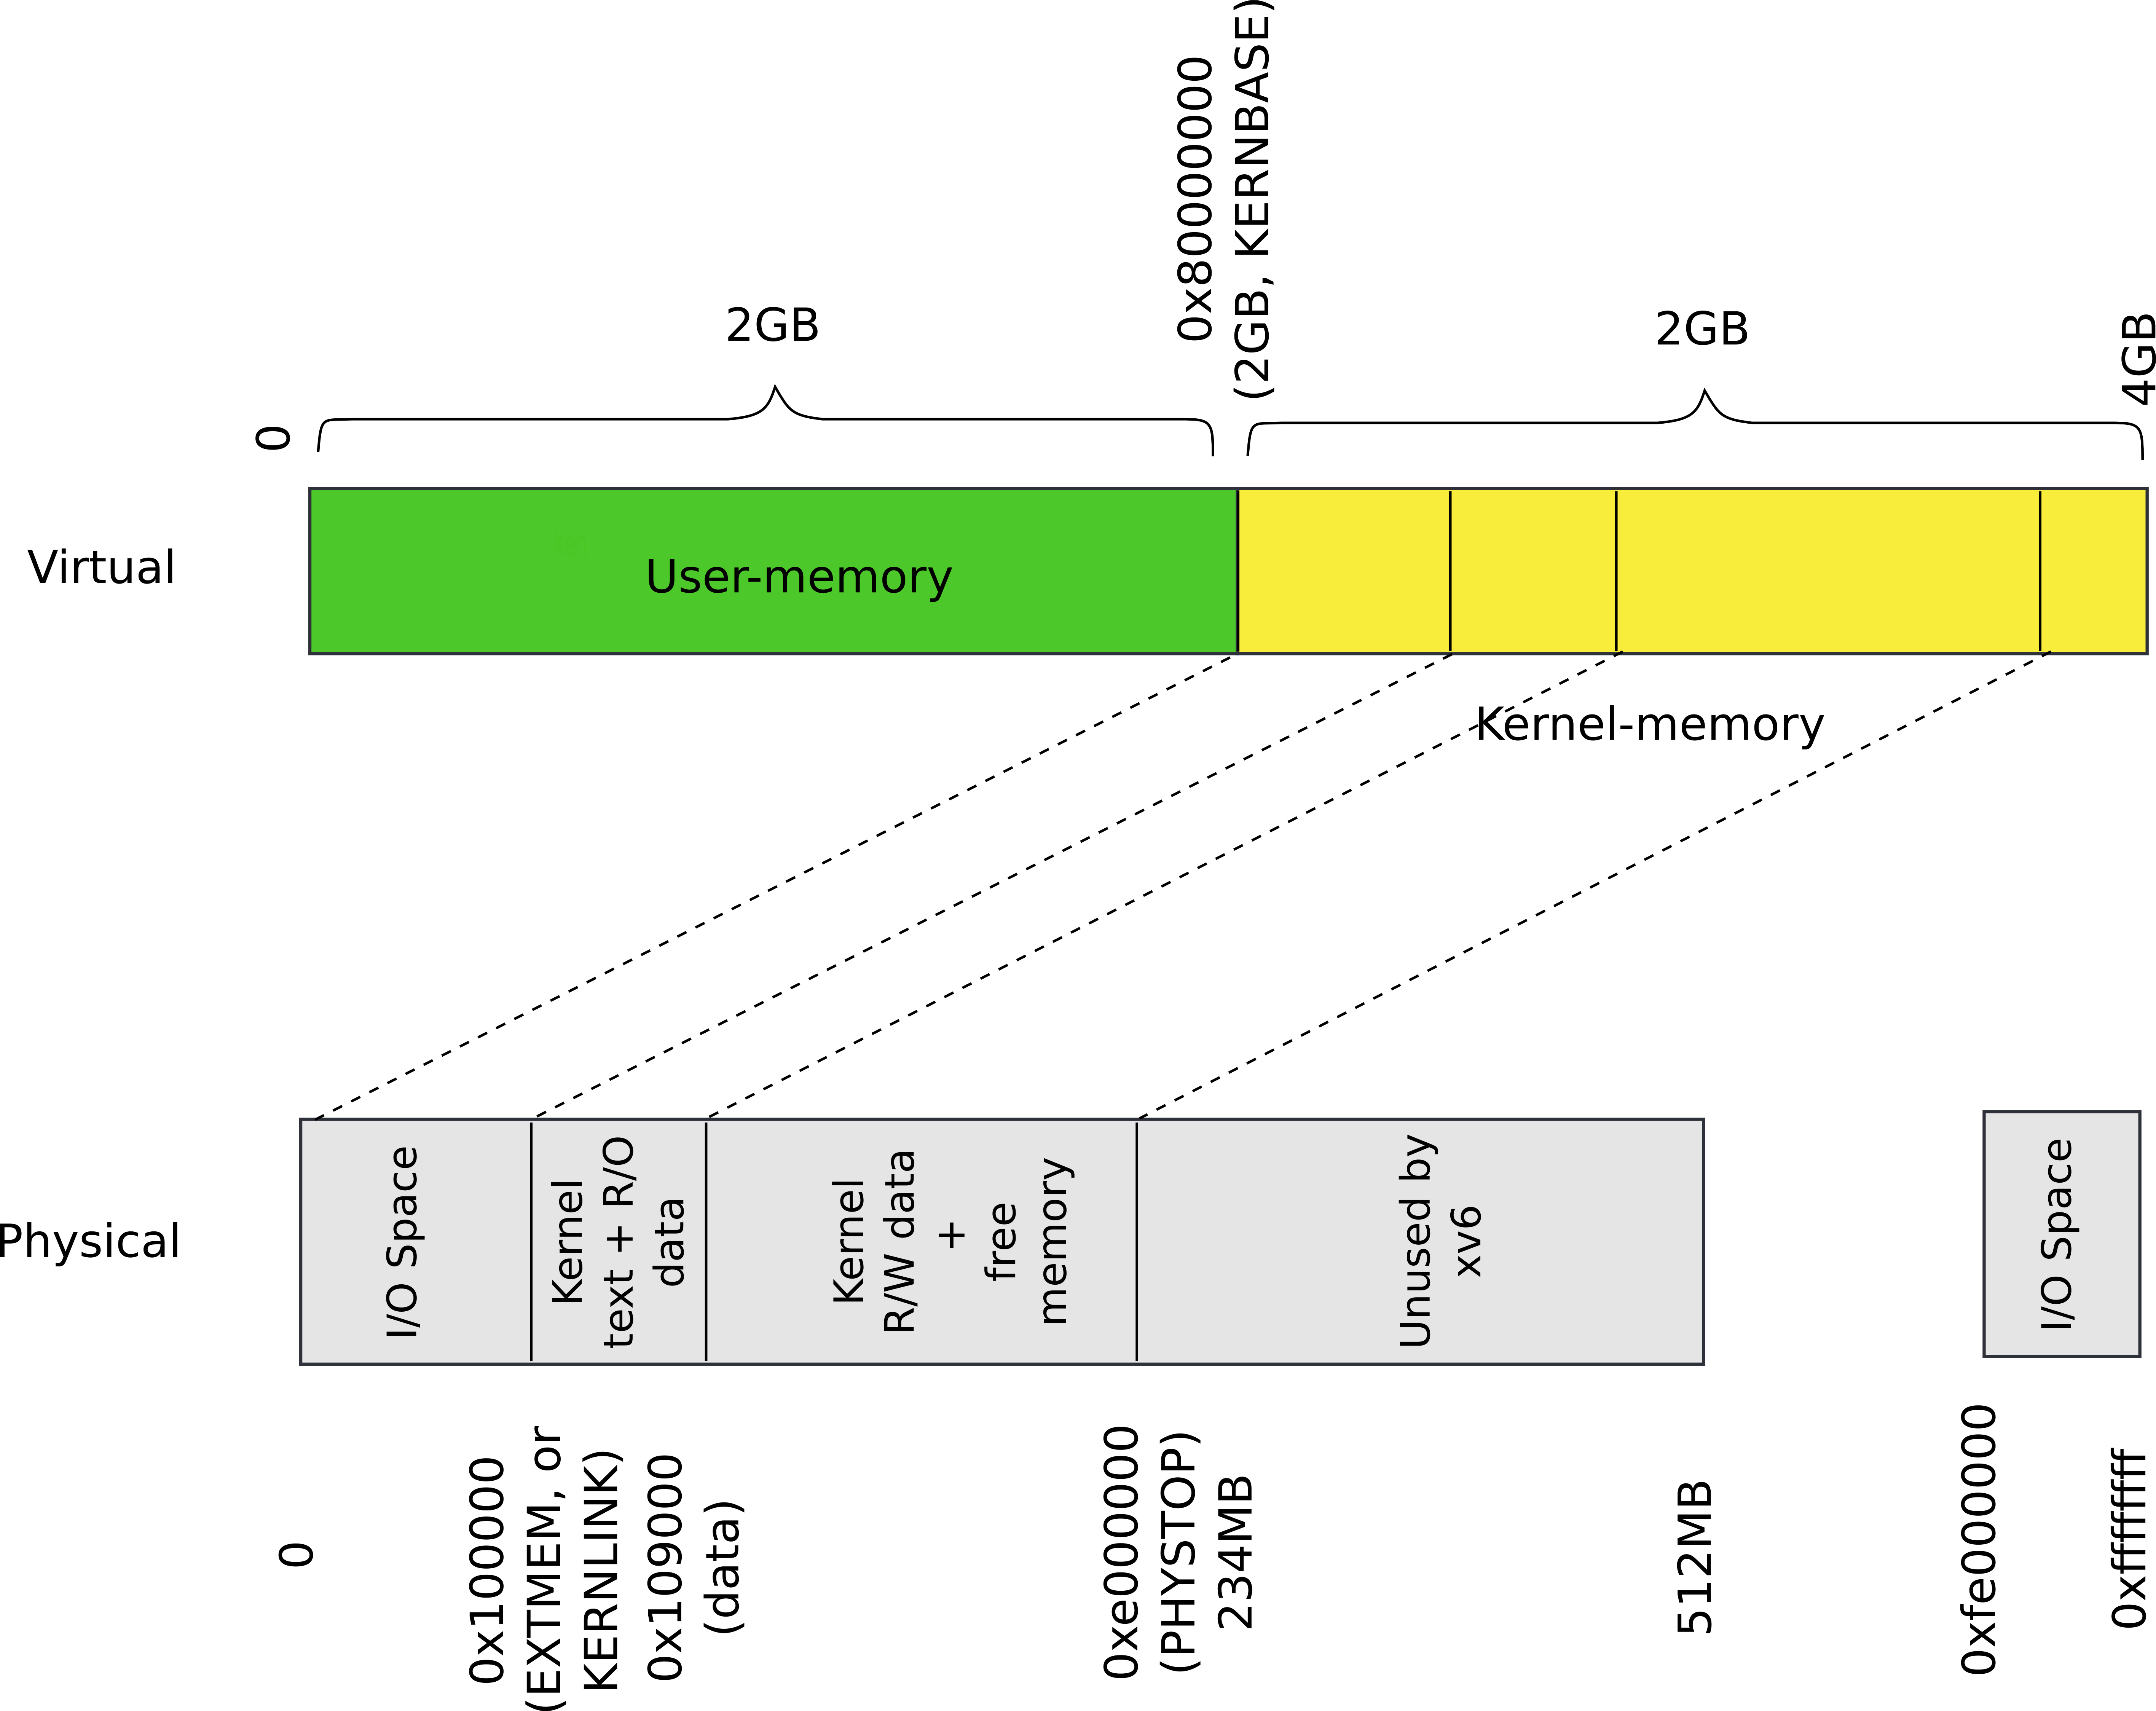 0x80000000
(2GB, KERNBASE)
2GB
2GB
4GB
0
Virtual
User-memory
Kernel-memory
Physical
I/O Space
Kernel
text + R/O
data
Kernel
R/W data
+
free
memory
Unused by
xv6
I/O Space
0
0x100000
(EXTMEM, or
KERNLINK)
0x109000
(data)
0xe000000
(PHYSTOP)
234MB
512MB
0xfe000000
0xffffffff